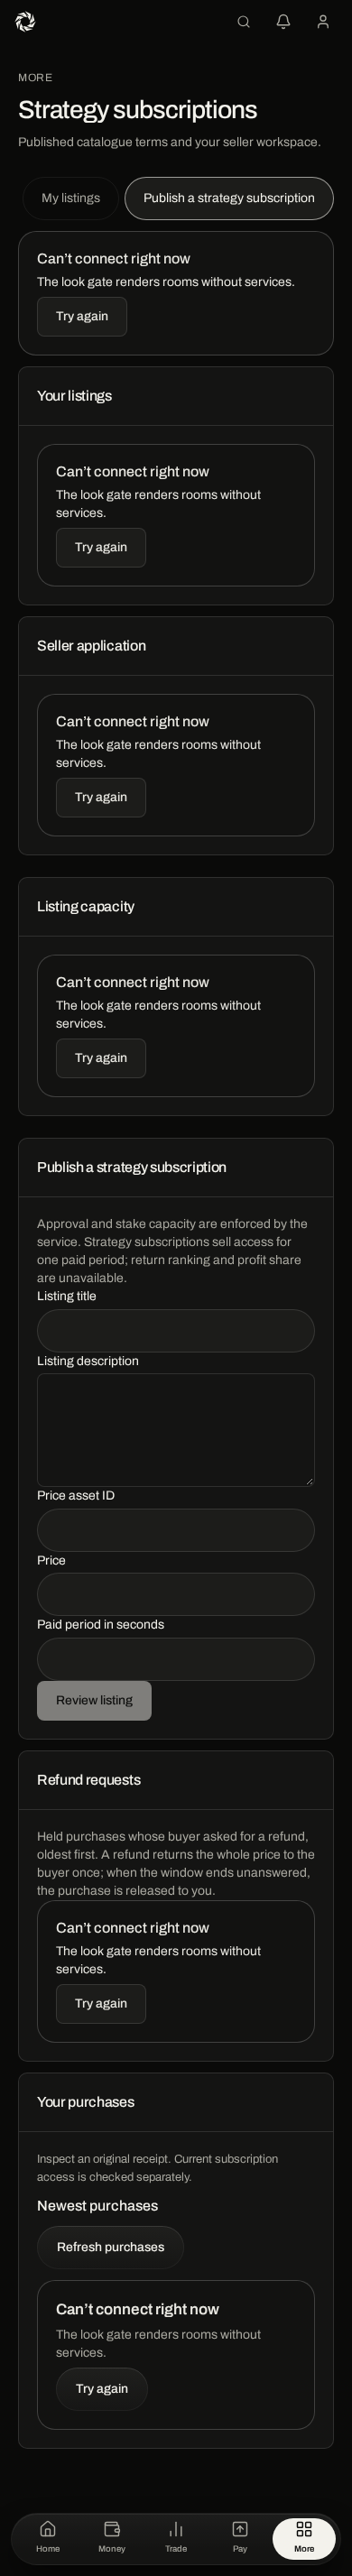 MORE
Strategy subscriptions
Published catalogue terms and your seller workspace.
My listings
Publish a strategy subscription
Can’t connect right now
The look gate renders rooms without services.
Try again
Your listings
Can’t connect right now
The look gate renders rooms without
services.
Try again
Seller application
Can’t connect right now
The look gate renders rooms without
services.
Try again
Listing capacity
Can’t connect right now
The look gate renders rooms without
services.
Try again
Publish a strategy subscription
Approval and stake capacity are enforced by the
service. Strategy subscriptions sell access for
one paid period; return ranking and profit share
are unavailable.
Listing title
Listing description
Price asset ID
Price
Paid period in seconds
Review listing
Refund requests
Held purchases whose buyer asked for a refund,
oldest first. A refund returns the whole price to the
buyer once; when the window ends unanswered,
the purchase is released to you.
Can’t connect right now
The look gate renders rooms without
services.
Try again
Your purchases
Inspect an original receipt. Current subscription
access is checked separately.
Newest purchases
Refresh purchases
Can’t connect right now
The look gate renders rooms without
services.
Try again
Home
Money
Trade
Pay
More